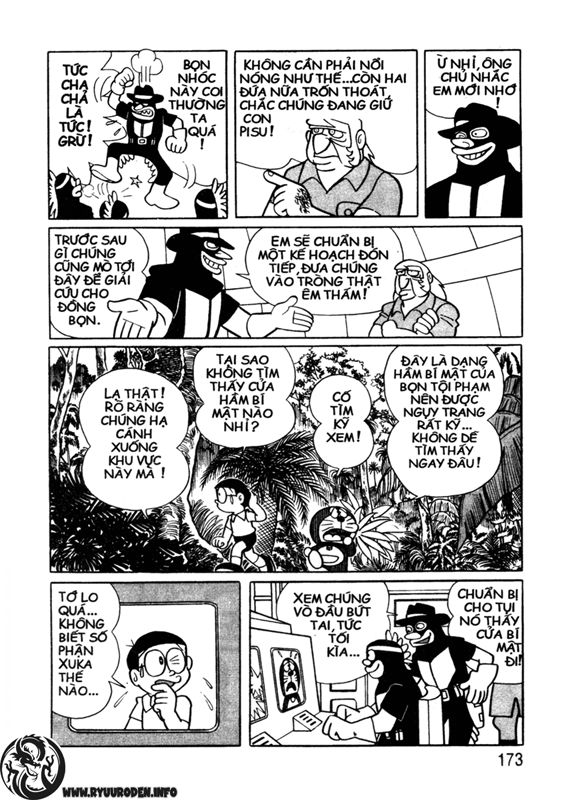 TỨC
CHẠ
CHẢ
LÀ
TỨC!
GRỪ!
BỌN
NHÓC
NÀY COI
THƯỜNG
TA
QUÁ!
KHÔNG CẦN PHẢI NỔI
NÓNG NHƯ THẾ...CÒN HAI
ĐỨA NỮA TRỐN THOÁT,
CHẮC CHÚNG ĐANG GIỮ
CON
PISU!
Ừ NHỈ, ÔNG
CHỦ NHẮC
EM MỚI NHỚ
!
TRƯỚC SAU
GÌ CHÚNG
CŨNG MÒ TỚI
ĐÂY ĐỂ GIẢI
CỨU CHO
ĐỒNG
BỌN.
EM SẼ CHUẨN BỊ
MỘT KẾ HOẠCH ĐÓN
TIẾP, ĐƯA CHÚNG
VÀO TRÒNG THẬT
ÊM THẤM!
LẠ THẬT!
RÕ RÀNG
CHÚNG HẠ
CÁNH
XUỐNG
KHU VỰC
NÀY MÀ!
TẠI SAO
KHÔNG TÌM
THẤY CỬA
HẦM BÍ
MẬT NÀO
NHỈ?
CÓ
TÌM
KỸ
XEM!
ĐÂY LÀ DẠNG
HẦM BÍ MẬT CỦA
BỌN TỘI PHẠM
NÊN ĐƯỢC
NGỤY TRANG
RẤT KỸ...
KHÔNG DỄ
TÌM THẤY
NGAY ĐÂU!
TỚ LO
QUÁ...
KHÔNG
BIẾT SỐ
PHẬN
XUKA
THẾ
NÀO...
XEM CHÚNG
VÒ ĐẦU BỨT
TAI, TỨC
TỐI
KÌA...
CHUẨN BỊ
CHO TỤI
NÓ THẤY
CỬA BÍ
MẬT
ĐI!
173
WWW.RYUURODEN.INFO